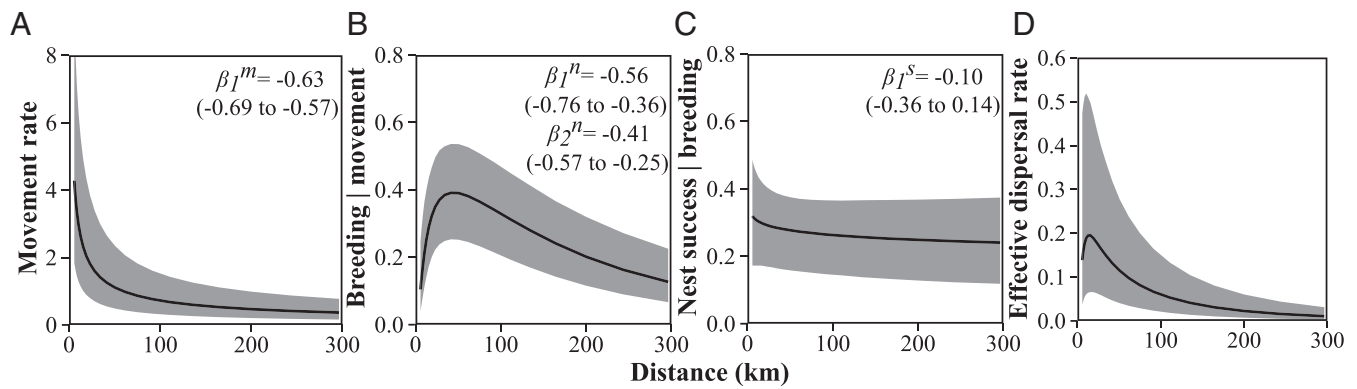 A
B
C
D
Movement rate
8
6
4
2
0
0 100 200 300
β1^m= -0.63
(-0.69 to -0.57)
Breeding | movement
0.8
0.6
0.4
0.2
0.0
0 100 200 300
β1^n= -0.56
(-0.76 to -0.36)
β2^n= -0.41
(-0.57 to -0.25)
Nest success | breeding
0.8
0.6
0.4
0.2
0.0
0 100 200 300
β1^s= -0.10
(-0.36 to 0.14)
Effective dispersal rate
0.6
0.5
0.4
0.3
0.2
0.1
0.0
0 100 200 300
Distance (km)